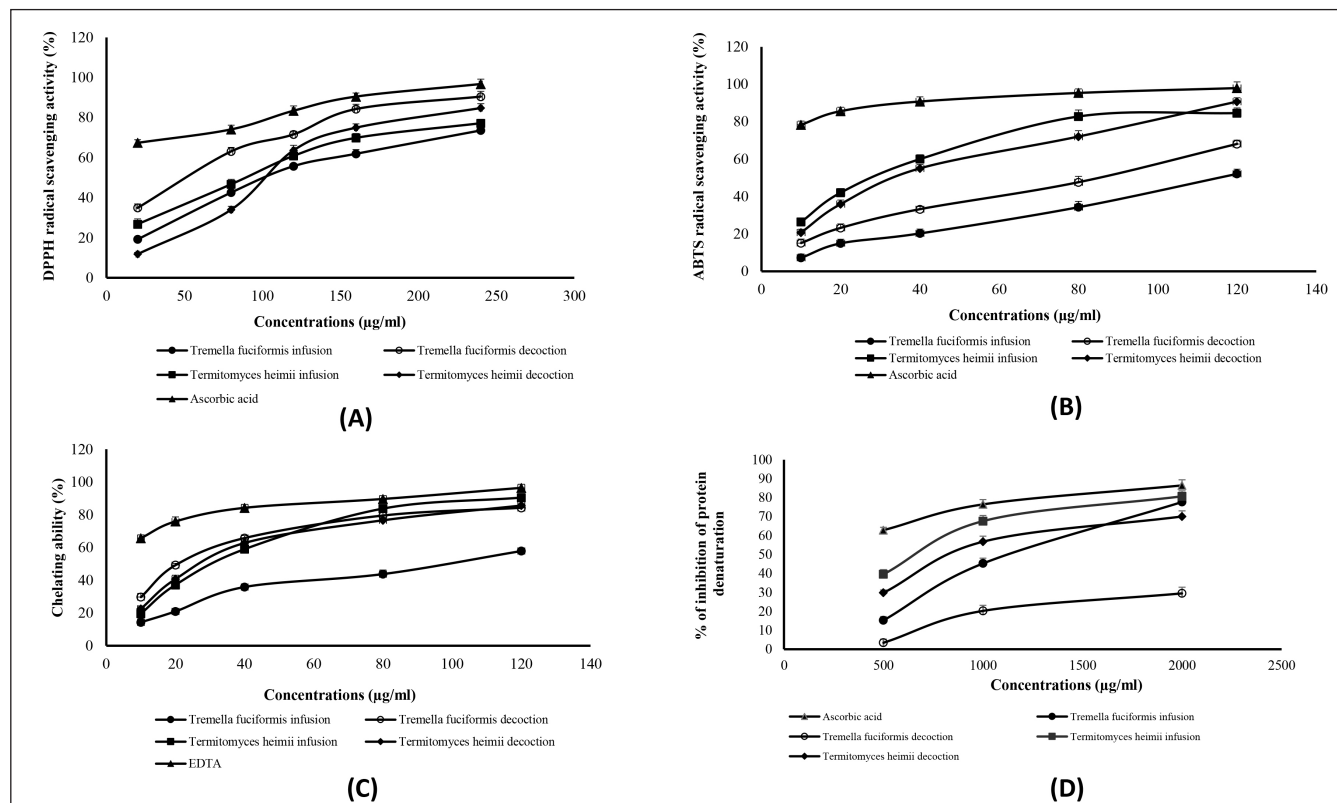 DPPH radical scavenging activity (%)
120
100
80
60
40
20
0
0 50 100 150 200 250 300
Concentrations (µg/ml)
Tremella fuciformis infusion Tremella fuciformis decoction
Termitomyces heimii infusion Termitomyces heimii decoction
Ascorbic acid
(A)
ABTS radical scavenging activity (%)
120
100
80
60
40
20
0
0 20 40 60 80 100 120 140
Concentrations (µg/ml)
Tremella fuciformis infusion Tremella fuciformis decoction
Termitomyces heimii infusion Termitomyces heimii decoction
Ascorbic acid
(B)
Chelating ability (%)
120
100
80
60
40
20
0
0 20 40 60 80 100 120 140
Concentrations (µg/ml)
Tremella fuciformis infusion Tremella fuciformis decoction
Termitomyces heimii infusion Termitomyces heimii decoction
EDTA
(C)
% of inhibition of protein
denaturation
100
90
80
70
60
50
40
30
20
10
0
0 500 1000 1500 2000 2500
Concentrations (µg/ml)
Ascorbic acid Tremella fuciformis infusion
Tremella fuciformis decoction Termitomyces heimii infusion
Termitomyces heimii decoction
(D)